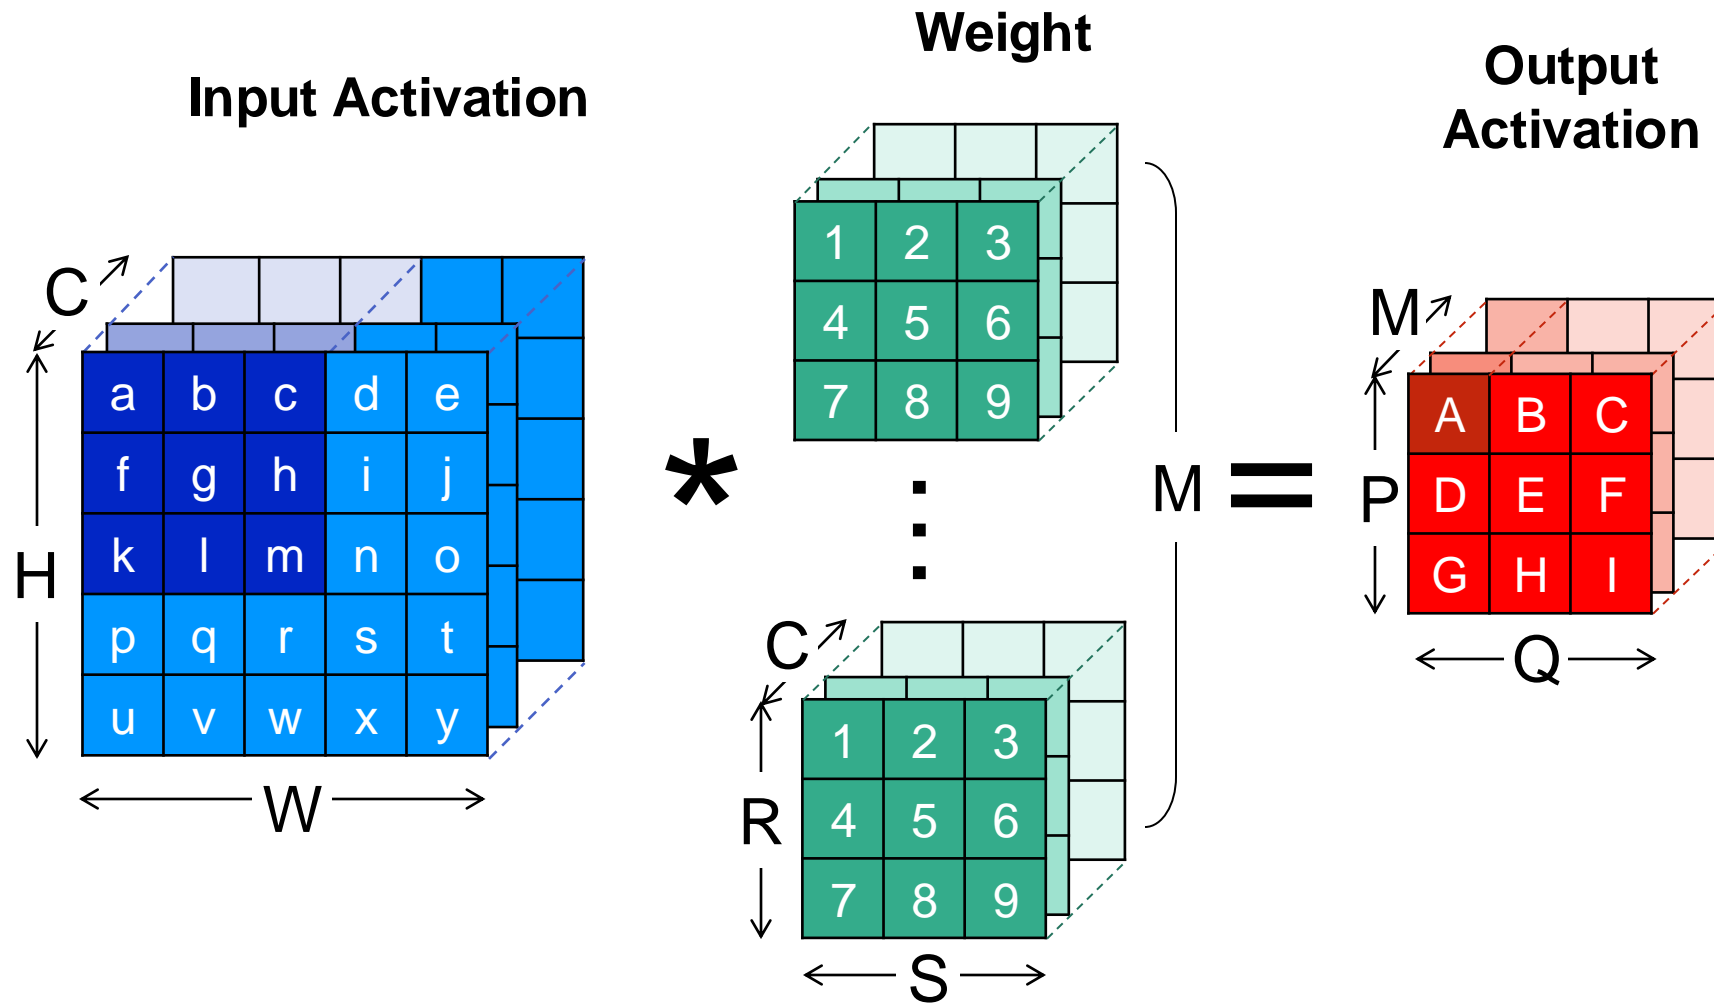 Weight
Input Activation
Output
Activation
C
H
W
a b c d e
f g h i j
k l m n o
p q r s t
u v w x y
*
1 2 3
4 5 6
7 8 9
⋮
C
R
S
1 2 3
4 5 6
7 8 9
M
=
M
P
Q
A B C
D E F
G H I